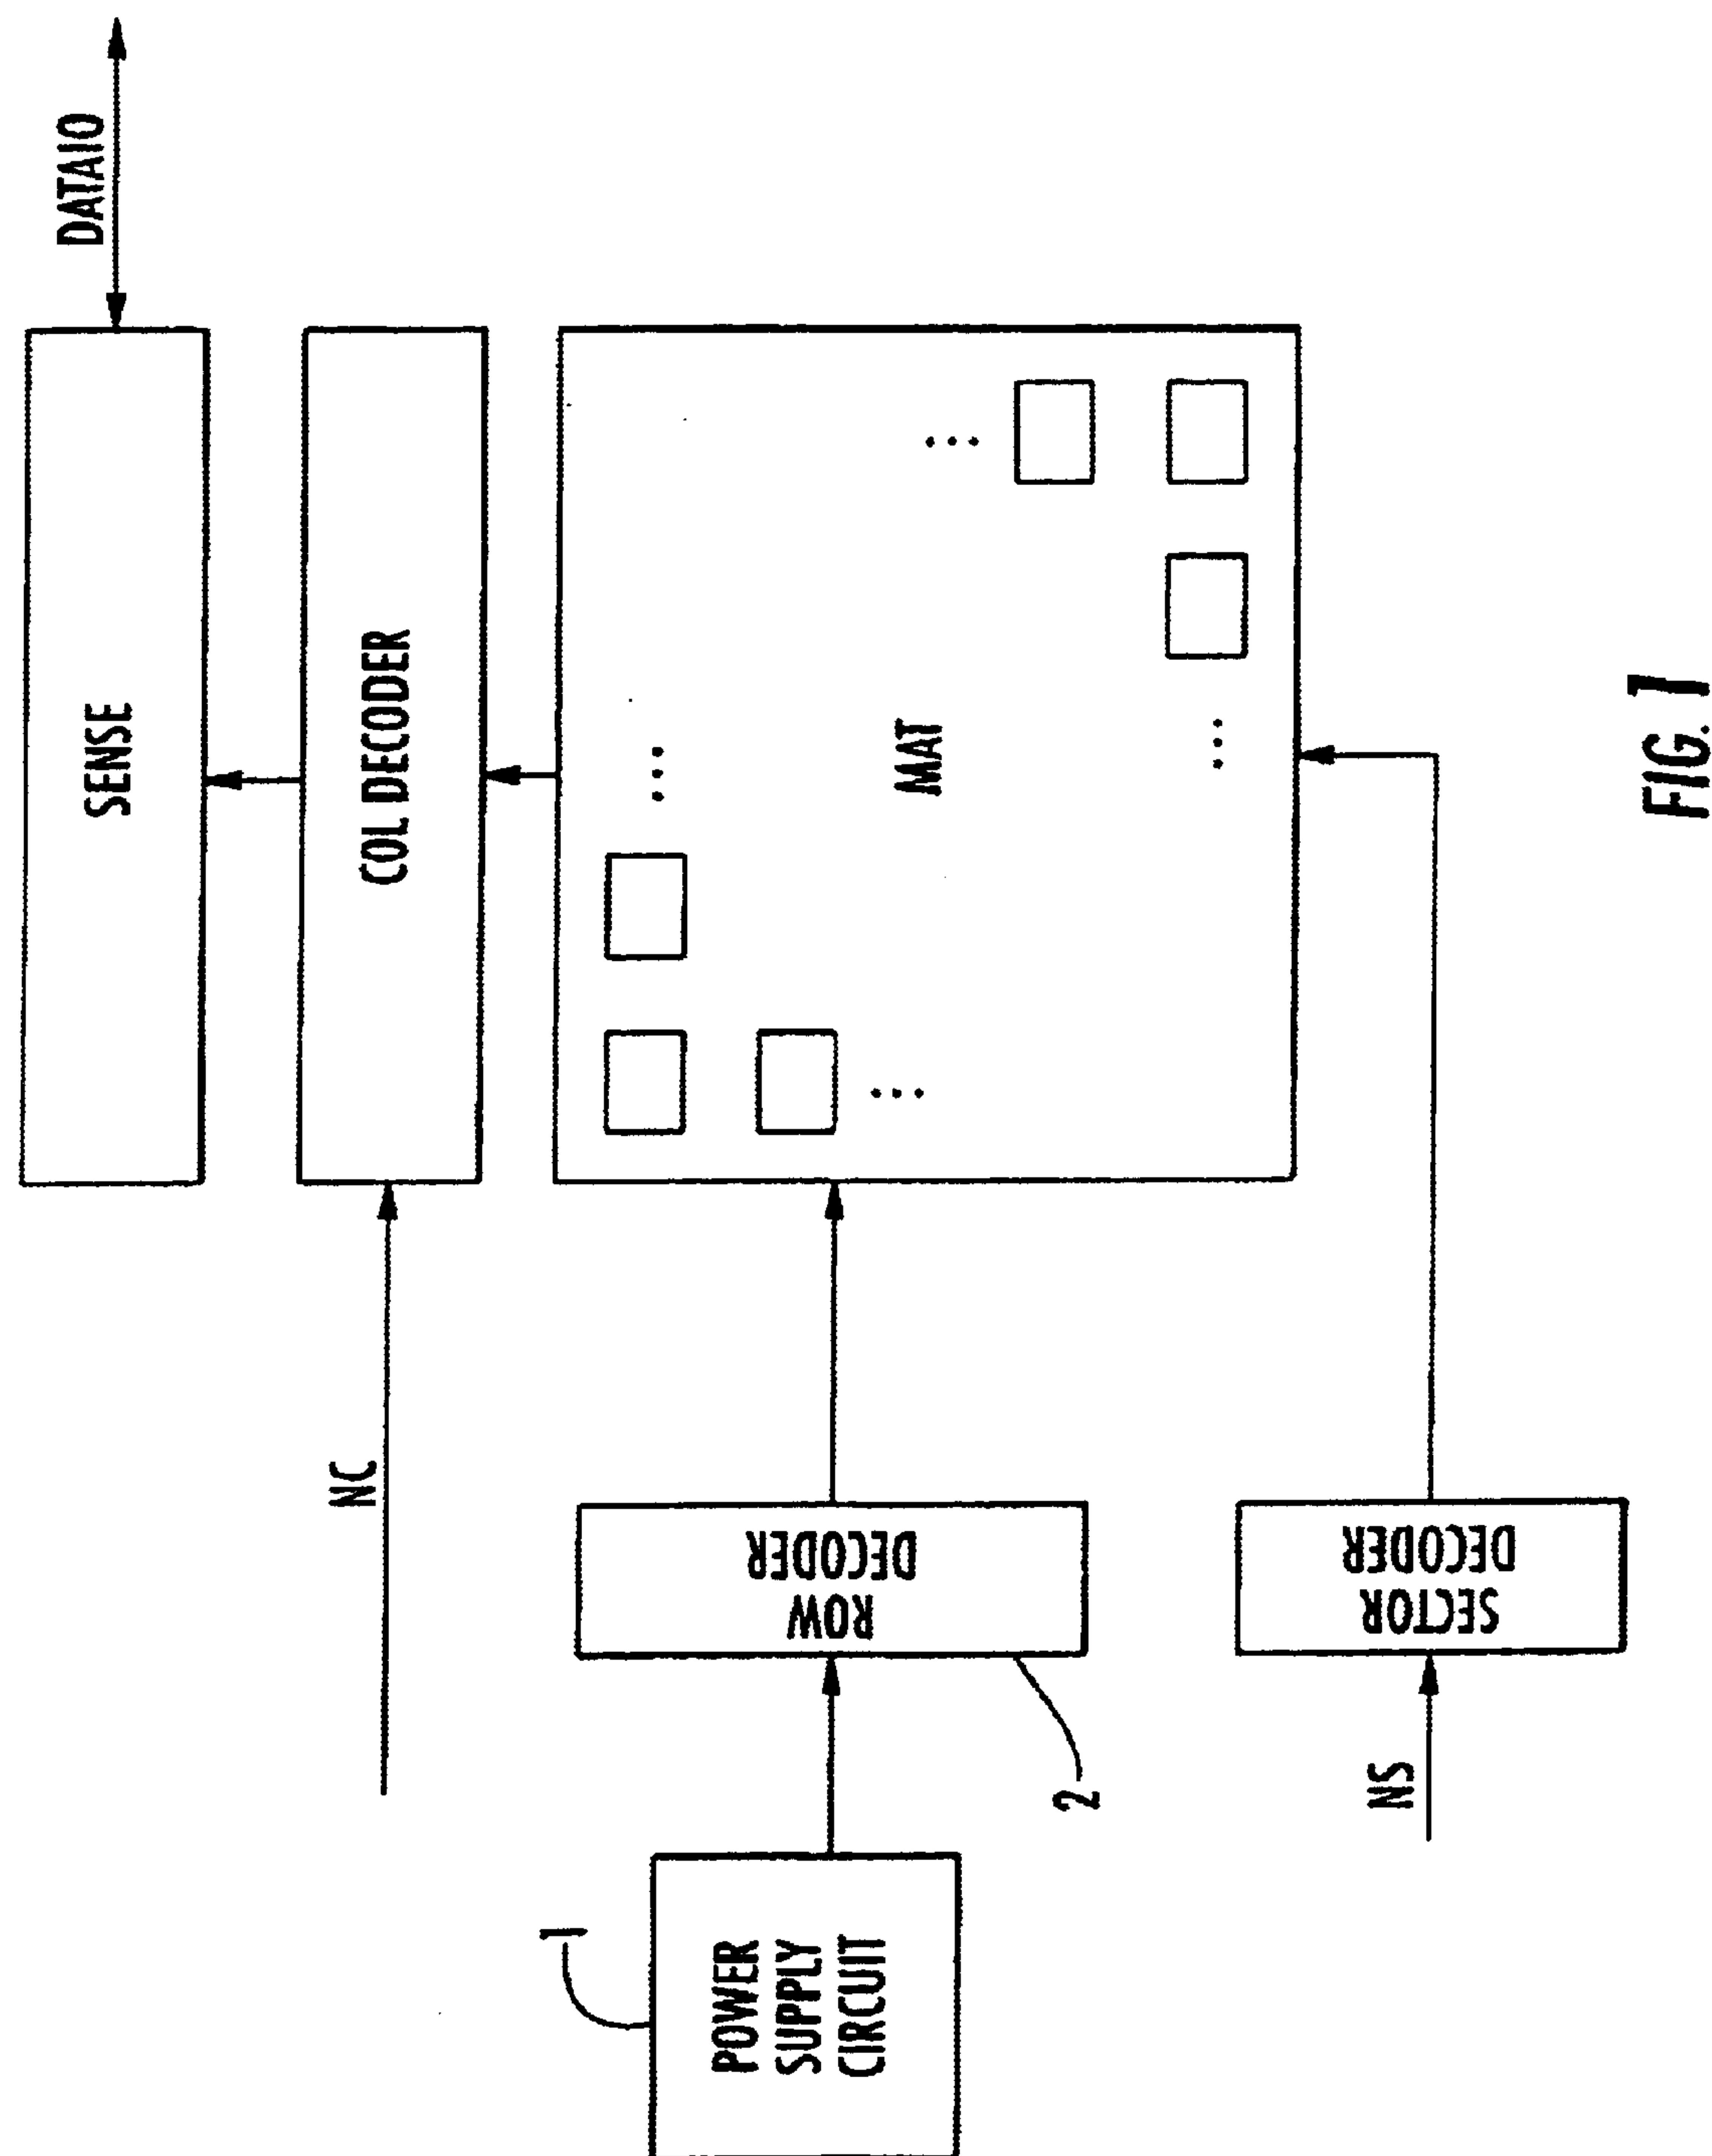 DATAIO
SENSE
COL DECODER
NC
MAT
ROW
DECODER
2
1
POWER
SUPPLY
CIRCUIT
SECTOR
DECODER
NS
FIG. 1